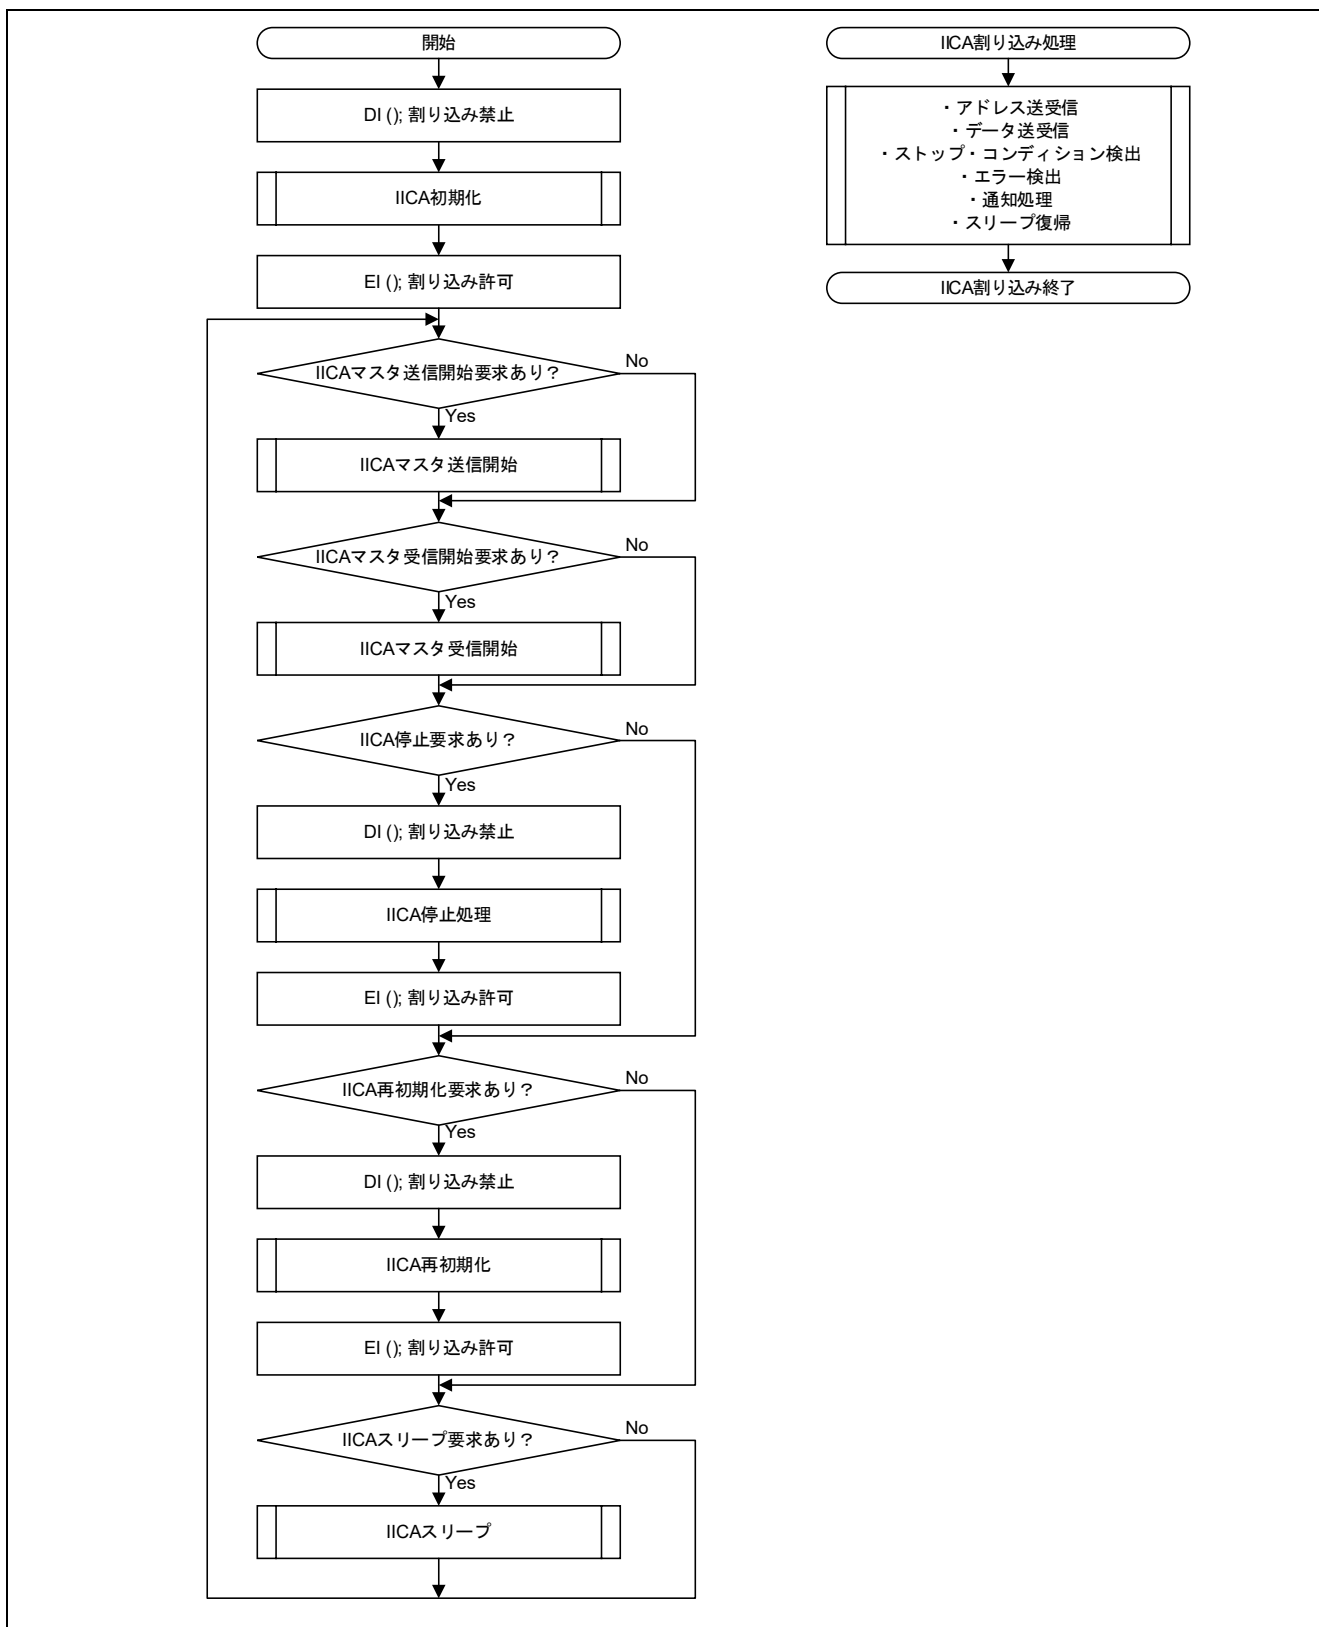 開始
DI (); 割り込み禁止
IICA初期化
EI (); 割り込み許可
IICAマスタ送信開始要求あり？
No
Yes
IICAマスタ送信開始
IICAマスタ受信開始要求あり？
No
Yes
IICAマスタ受信開始
IICA停止要求あり？
No
Yes
DI (); 割り込み禁止
IICA停止処理
EI (); 割り込み許可
IICA再初期化要求あり？
No
Yes
DI (); 割り込み禁止
IICA再初期化
EI (); 割り込み許可
IICAスリープ要求あり？
No
Yes
IICAスリープ
IICA割り込み処理
・アドレス送受信
・データ送受信
・ストップ・コンディション検出
・エラー検出
・通知処理
・スリープ復帰
IICA割り込み終了